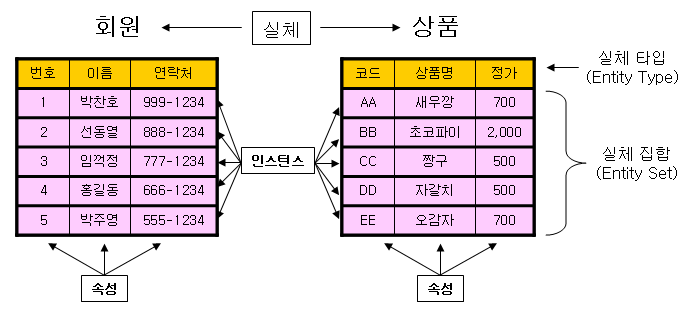 회원 실체 상품
번호 이름 연락처
1 박찬호 999-1234
2 선동열 888-1234
3 임꺽정 777-1234
4 홍길동 666-1234
5 박주영 555-1234
인스턴스
코드 상품명 정가
AA 새우깡 700
BB 초코파이 2,000
CC 짱구 500
DD 자갈치 500
EE 오감자 700
실체 타입
(Entity Type)
실체 집합
(Entity Set)
속성
속성